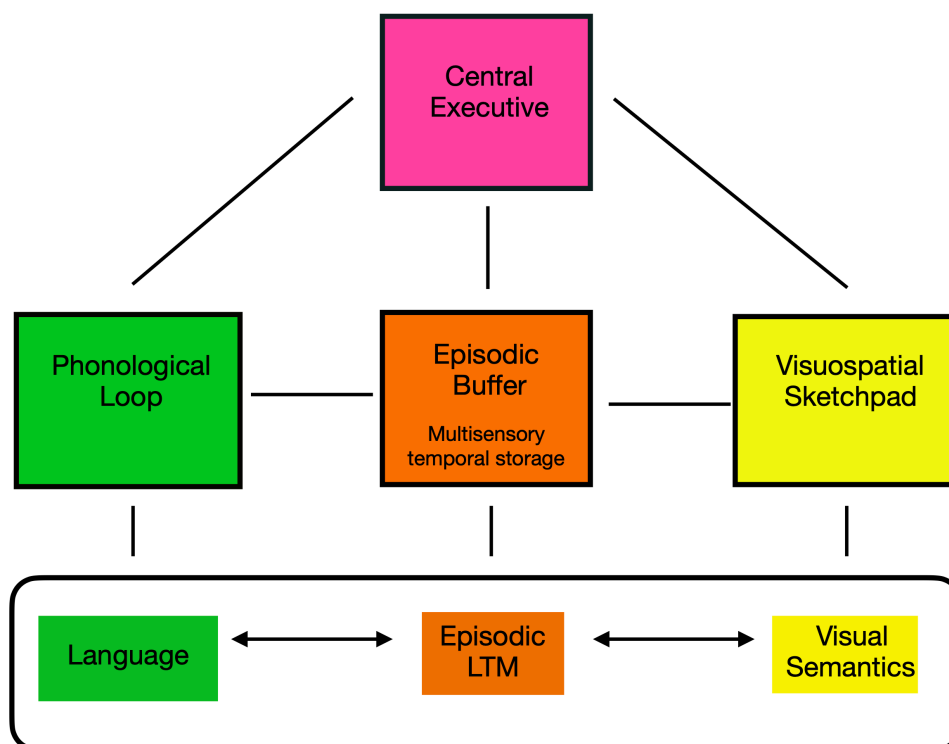 Central
Executive
Phonological
Loop
Episodic
Buffer
Multisensory
temporal storage
Visuospatial
Sketchpad
Language
Episodic
LTM
Visual
Semantics